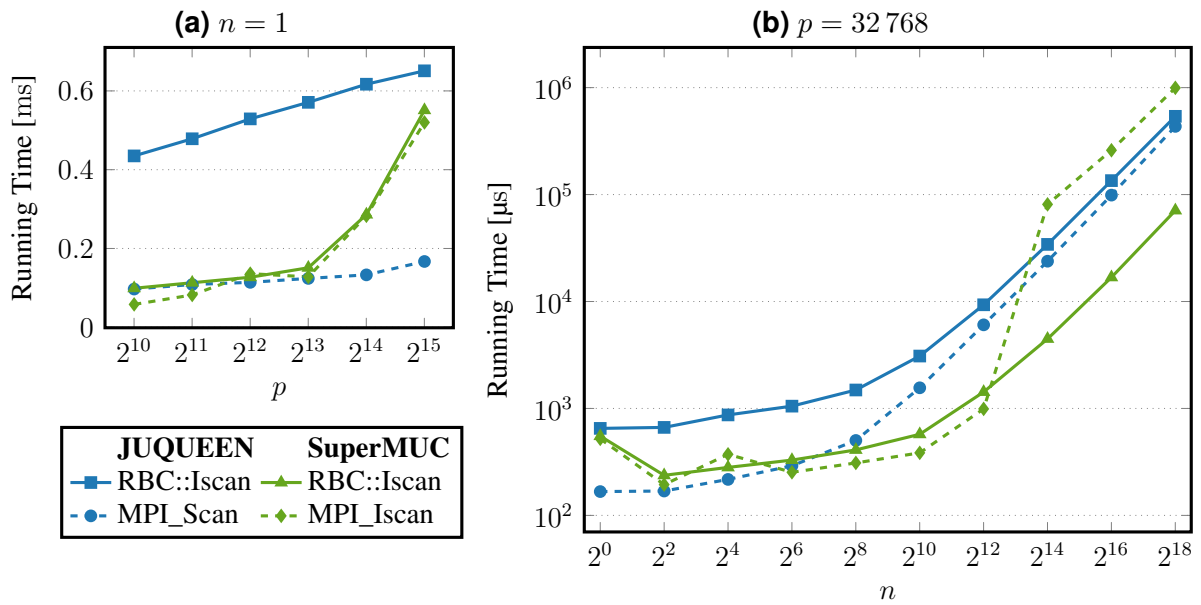 (a) n = 1
Running Time [ms]
0.6
0.4
0.2
0
2^10 2^11 2^12 2^13 2^14 2^15
p
JUQUEEN SuperMUC
RBC::Iscan RBC::Iscan
MPI_Scan MPI_Iscan
(b) p = 32 768
Running Time [µs]
10^6
10^5
10^4
10^3
10^2
2^0 2^2 2^4 2^6 2^8 2^10 2^12 2^14 2^16 2^18
n